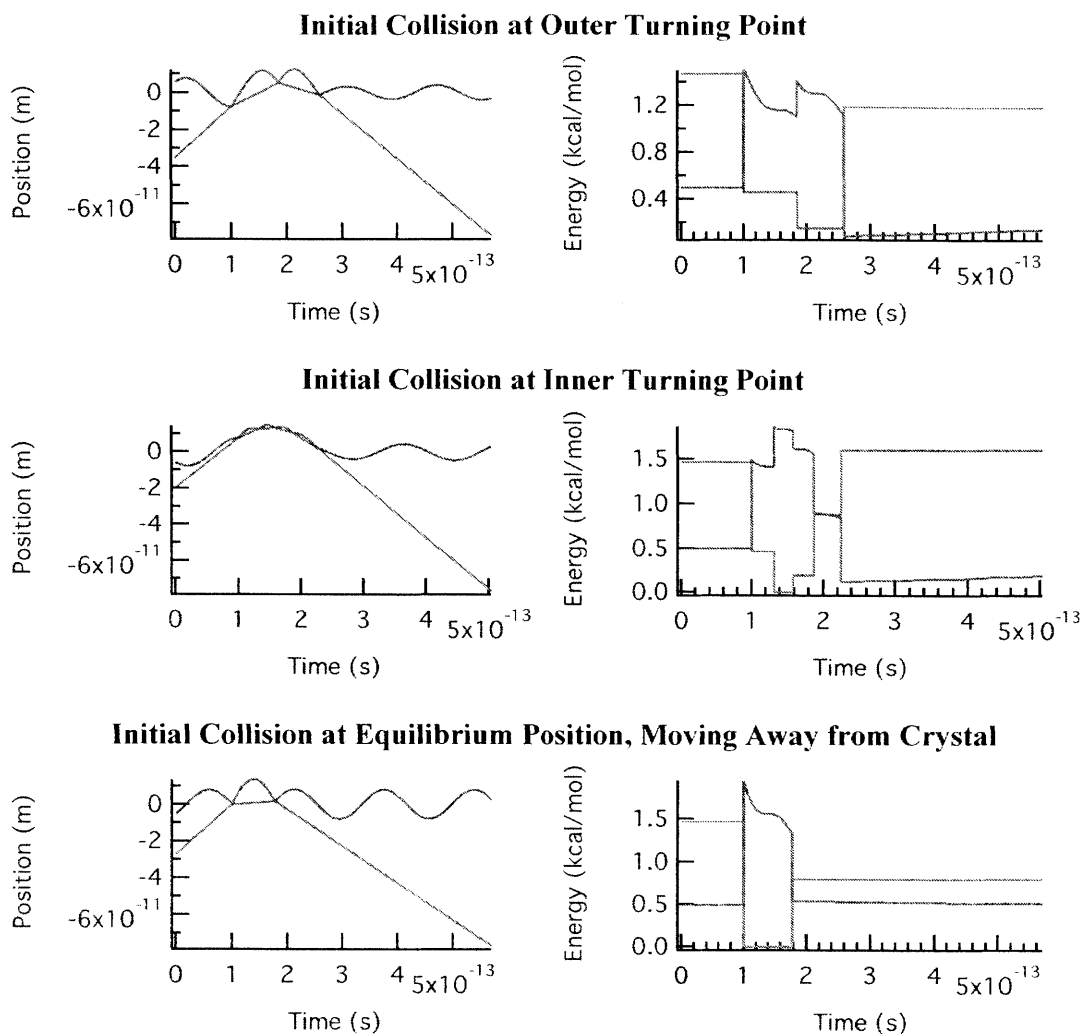 Initial Collision at Outer Turning Point
Position (m)
0
-2
-4
-6x10⁻¹¹
0 1 2 3 4 5x10⁻¹³
Time (s)
Energy (kcal/mol)
1.2
0.8
0.4
0 1 2 3 4 5x10⁻¹³
Time (s)
Initial Collision at Inner Turning Point
Position (m)
0
-2
-4
-6x10⁻¹¹
0 1 2 3 4 5x10⁻¹³
Time (s)
Energy (kcal/mol)
1.5
1.0
0.5
0.0
0 1 2 3 4 5x10⁻¹³
Time (s)
Initial Collision at Equilibrium Position, Moving Away from Crystal
Position (m)
0
-2
-4
-6x10⁻¹¹
0 1 2 3 4 5x10⁻¹³
Time (s)
Energy (kcal/mol)
1.5
1.0
0.5
0.0
0 1 2 3 4 5x10⁻¹³
Time (s)